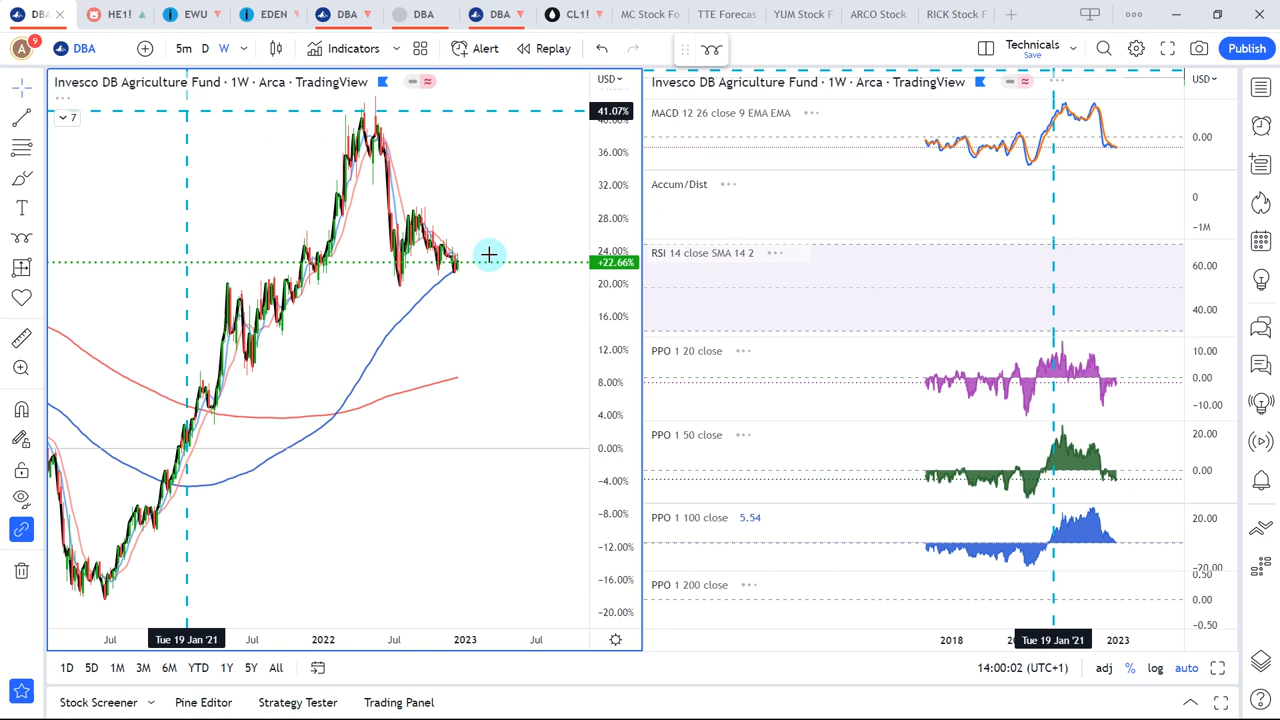 DBA
HE1!
EWU
EDEN
DBA
DBA
DBA
CL1!
MC Stock Fo
TTE Forecas
YUM Stock F
ARCO Stock
RICK Stock F
A
9
DBA
5m
D
W
Indicators
Alert
Replay
Technicals
Save
Publish
Invesco DB Agriculture Fund · 1W · Arca · TradingView
USD
7
41.07%
40.00%
36.00%
32.00%
28.00%
24.00%
+22.66%
20.00%
16.00%
12.00%
8.00%
4.00%
0.00%
−4.00%
−8.00%
−12.00%
−16.00%
−20.00%
Jul
Tue 19 Jan '21
Jul
2022
Jul
2023
Jul
Invesco DB Agriculture Fund · 1W · Arca · TradingView
USD
MACD 12 26 close 9 EMA EMA
0.00
Accum/Dist
0
−1M
RSI 14 close SMA 14 2
60.00
40.00
PPO 1 20 close
10.00
0.00
−10.00
PPO 1 50 close
20.00
0.00
PPO 1 100 close 5.54
20.00
−20.00
PPO 1 200 close
0.50
0.00
−0.50
2018
Tue 19 Jan '21
2023
1D
5D
1M
3M
6M
YTD
1Y
5Y
All
14:00:02 (UTC+1)
adj
%
log
auto
Stock Screener
Pine Editor
Strategy Tester
Trading Panel